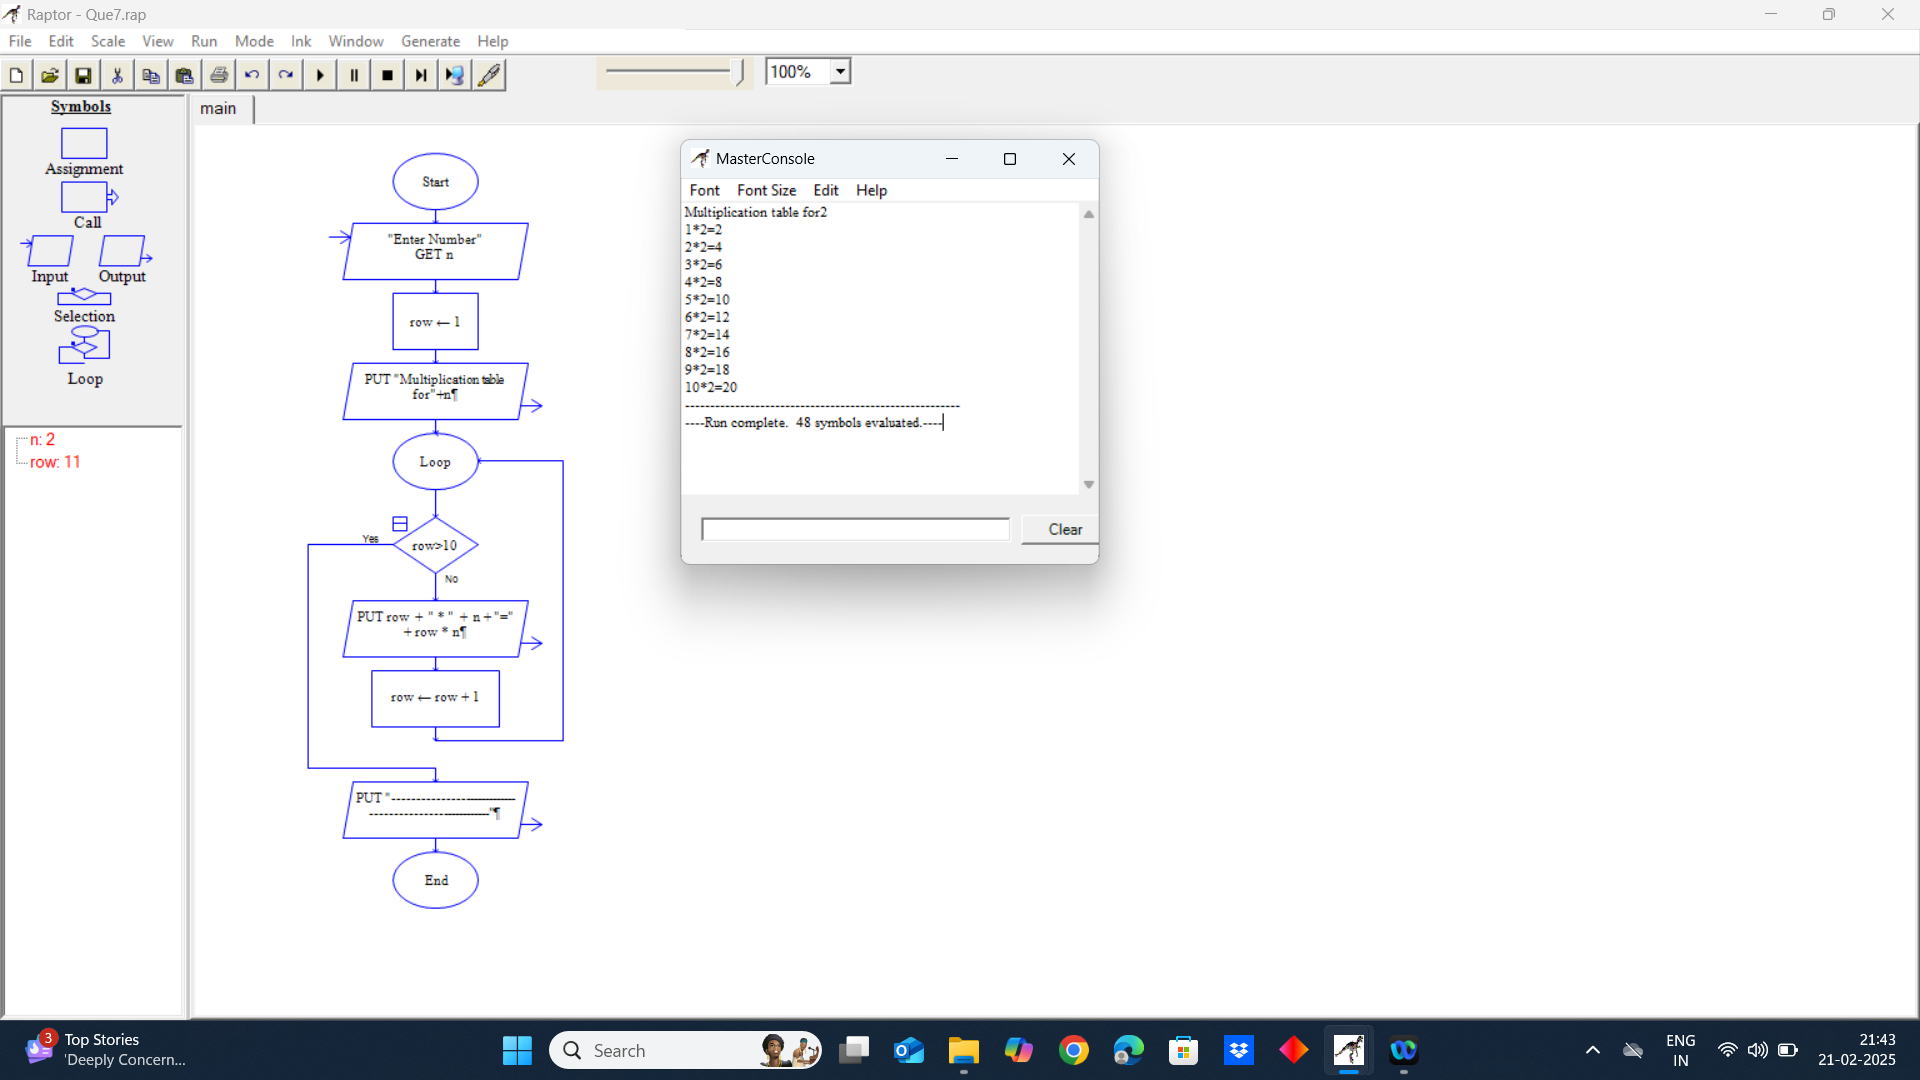 Raptor - Que7.rap
File Edit Scale View Run Mode Ink Window Generate Help
100%
Symbols
Assignment
Call
Input Output
Selection
Loop
n: 2
row: 11
main
Start
"Enter Number"
GET n
row ← 1
PUT "Multiplication table
for"+n¶
Loop
Yes
row>10
No
PUT row + " * " + n + "="
+ row * n¶
row ← row + 1
PUT "------------------------------
------------------------------"¶
End
MasterConsole
Font Font Size Edit Help
Multiplication table for2
1*2=2
2*2=4
3*2=6
4*2=8
5*2=10
6*2=12
7*2=14
8*2=16
9*2=18
10*2=20
-------------------------------------------------------
----Run complete.  48 symbols evaluated.----
Clear
3
Top Stories
'Deeply Concern...
Search
ENG
IN
21:43
21-02-2025